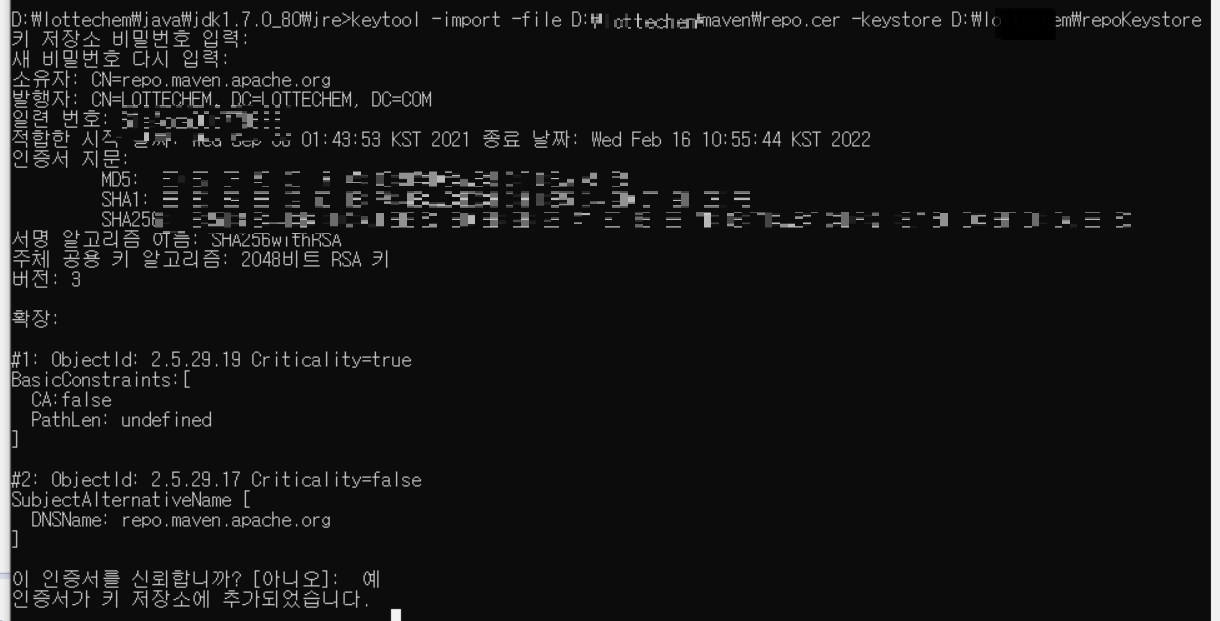 D:₩lottechem₩java₩jdk1.7.0_80₩jre>keytool -import -file D:₩lottechem₩maven₩repo.cer -keystore D:₩lo em₩repoKeystore
키 저장소 비밀번호 입력:
새 비밀번호 다시 입력:
소유자: CN=repo.maven.apache.org
발행자: CN=LOTTECHEM, DC=LOTTECHEM, DC=COM
일련 번호:
적합한 시작 날짜: 01:43:53 KST 2021 종료 날짜: Wed Feb 16 10:55:44 KST 2022
인증서 지문:
MD5:
SHA1:
SHA256
서명 알고리즘 이름: SHA256withRSA
주체 공용 키 알고리즘: 2048비트 RSA 키
버전: 3
확장:
#1: ObjectId: 2.5.29.19 Criticality=true
BasicConstraints:[
CA:false
PathLen: undefined
]
#2: ObjectId: 2.5.29.17 Criticality=false
SubjectAlternativeName [
DNSName: repo.maven.apache.org
]
이 인증서를 신뢰합니까? [아니오]: 예
인증서가 키 저장소에 추가되었습니다.